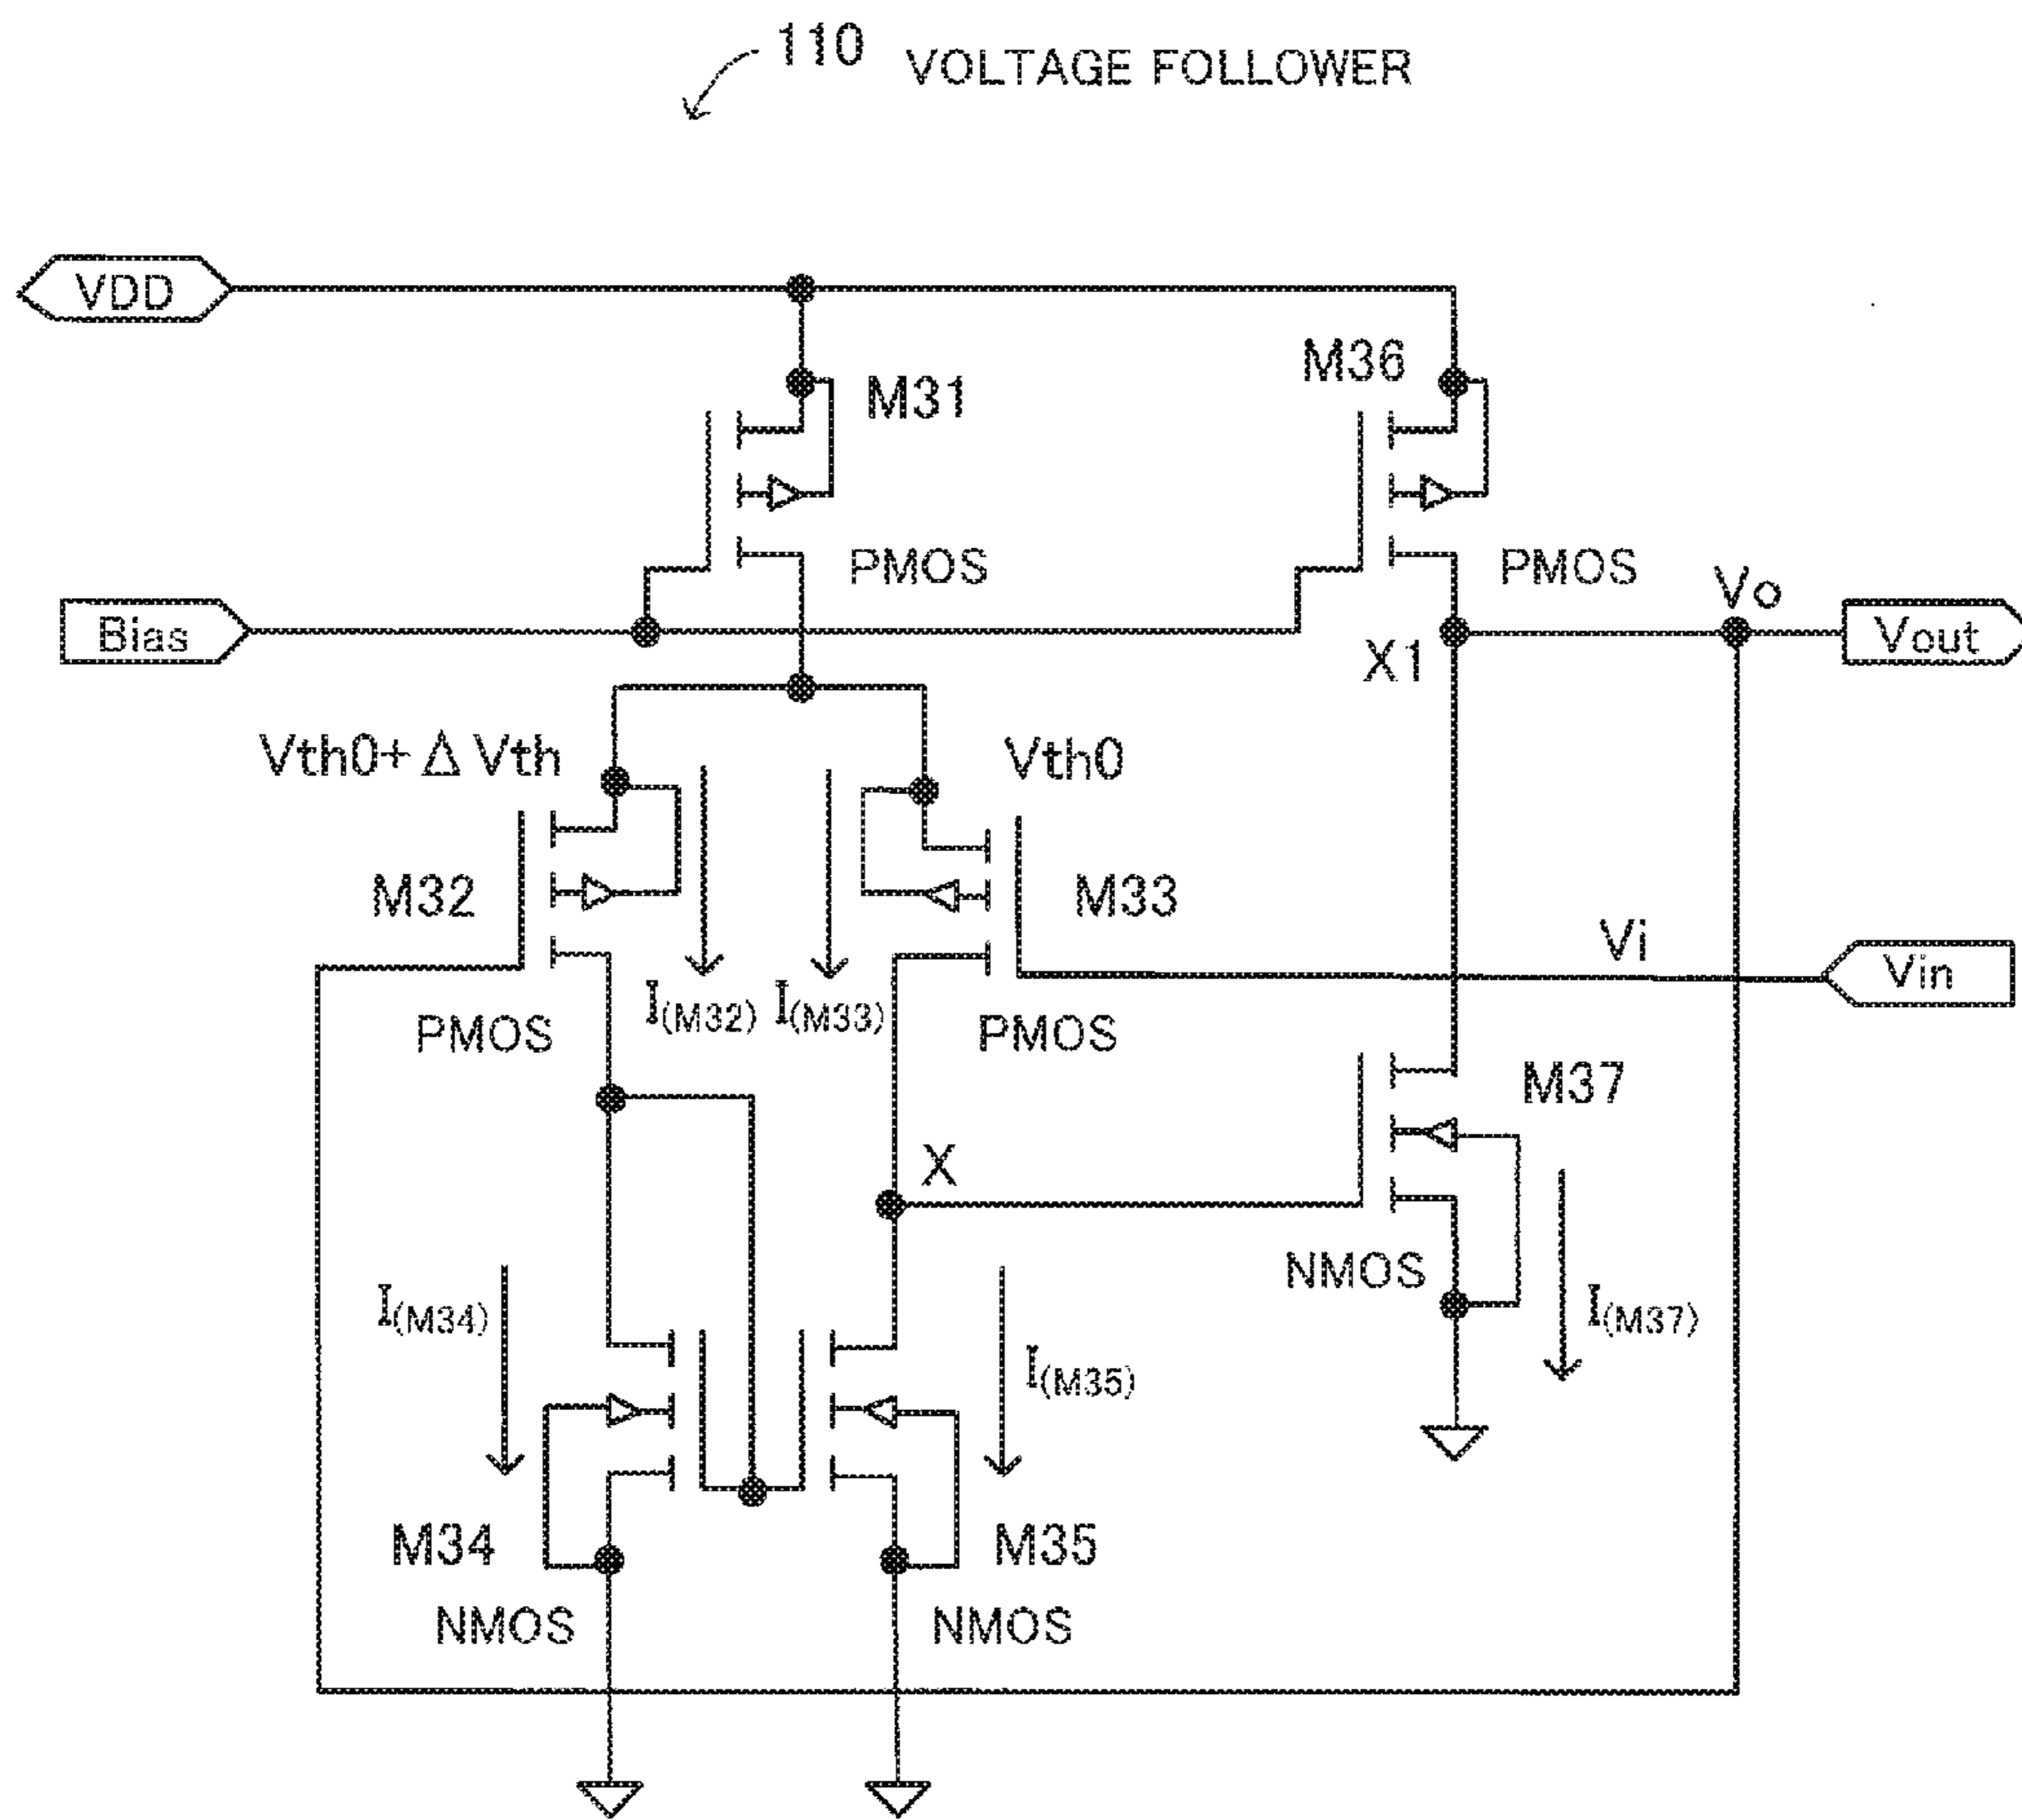 110 VOLTAGE FOLLOWER
VDD
M31
M36
PMOS
PMOS
Bias
Vo
Vout
X1
Vth0+ Δ Vth
Vth0
M32
M33
Vi
Vin
I(M32)
I(M33)
PMOS
PMOS
M37
X
NMOS
I(M34)
I(M35)
I(M37)
M34
M35
NMOS
NMOS